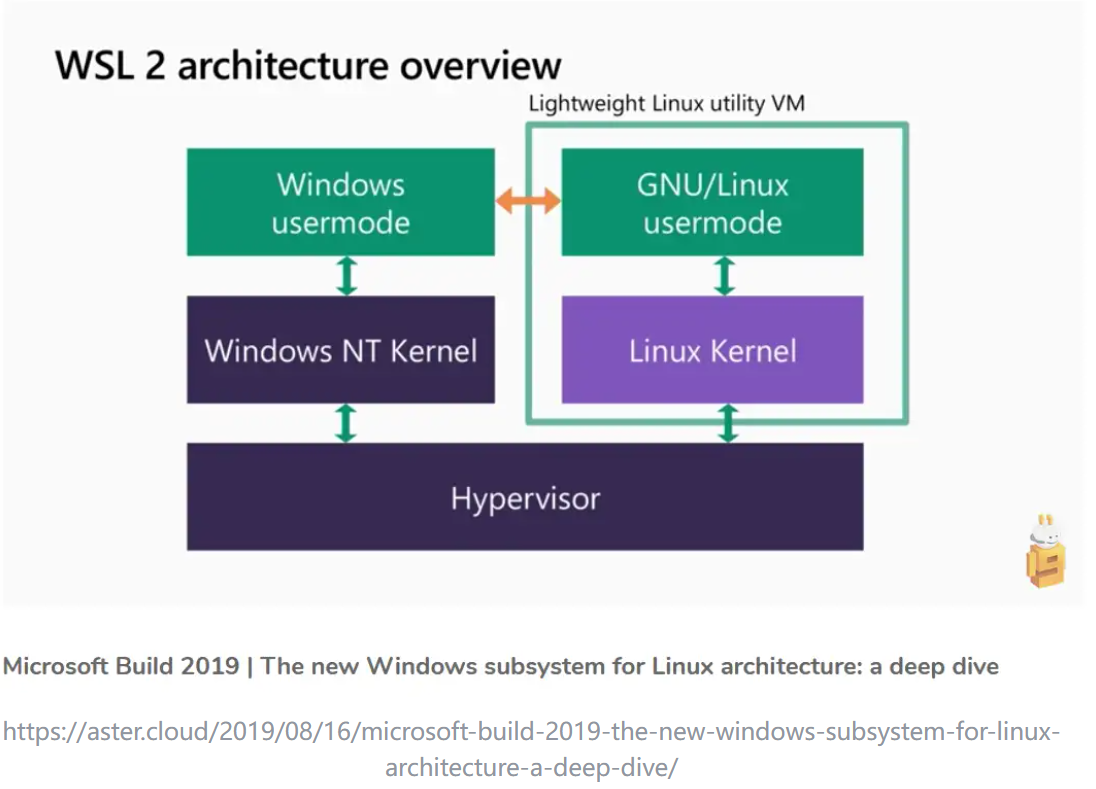 WSL 2 architecture overview
Lightweight Linux utility VM
Windows
usermode
GNU/Linux
usermode
Windows NT Kernel
Linux Kernel
Hypervisor
Microsoft Build 2019 | The new Windows subsystem for Linux architecture: a deep dive
https://aster.cloud/2019/08/16/microsoft-build-2019-the-new-windows-subsystem-for-linux-
architecture-a-deep-dive/